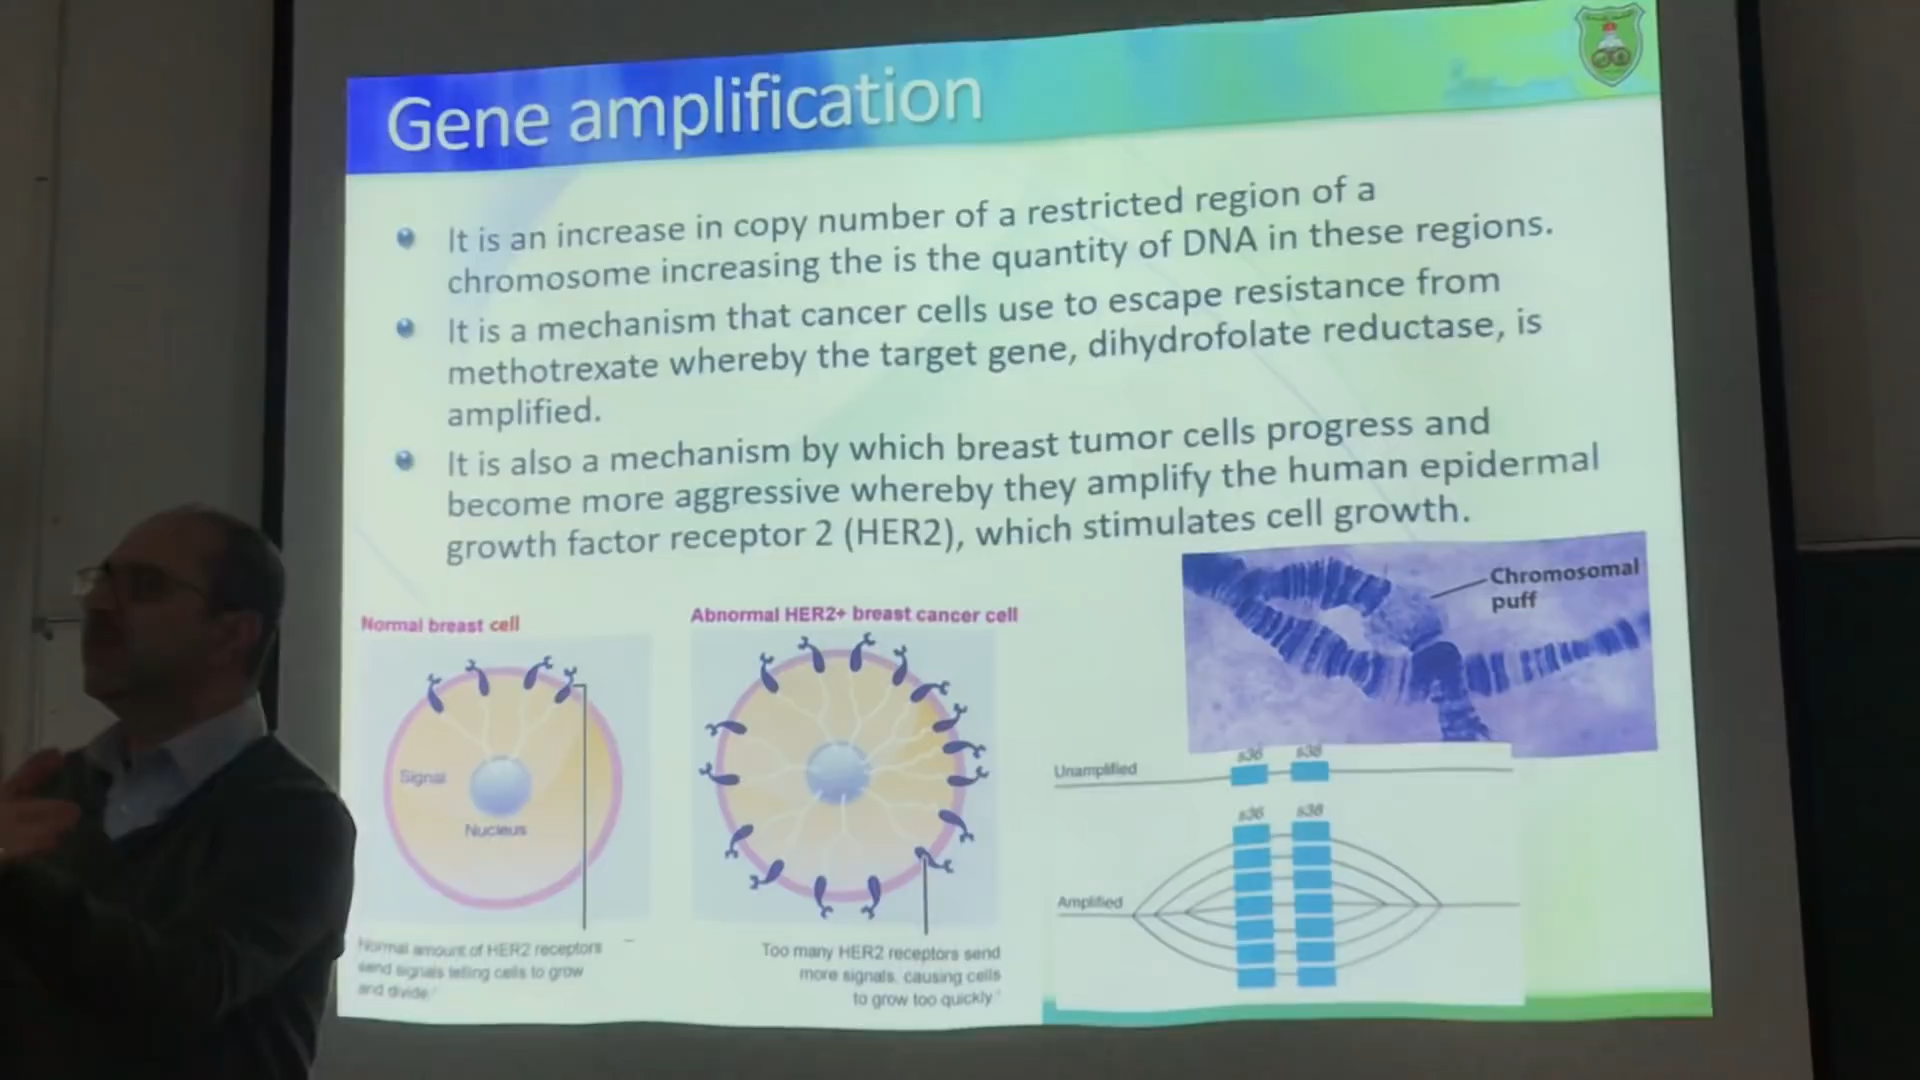 Gene amplification
It is an increase in copy number of a restricted region of a
chromosome increasing the is the quantity of DNA in these regions.
It is a mechanism that cancer cells use to escape resistance from
methotrexate whereby the target gene, dihydrofolate reductase, is
amplified.
It is also a mechanism by which breast tumor cells progress and
become more aggressive whereby they amplify the human epidermal
growth factor receptor 2 (HER2), which stimulates cell growth.
Normal breast cell
Signal
Nucleus
Normal amount of HER2 receptors
send signals telling cells to grow
and divide.
Abnormal HER2+ breast cancer cell
Too many HER2 receptors send
more signals, causing cells
to grow too quickly.
Chromosomal
puff
Unamplified
s36 s38
s36 s38
Amplified